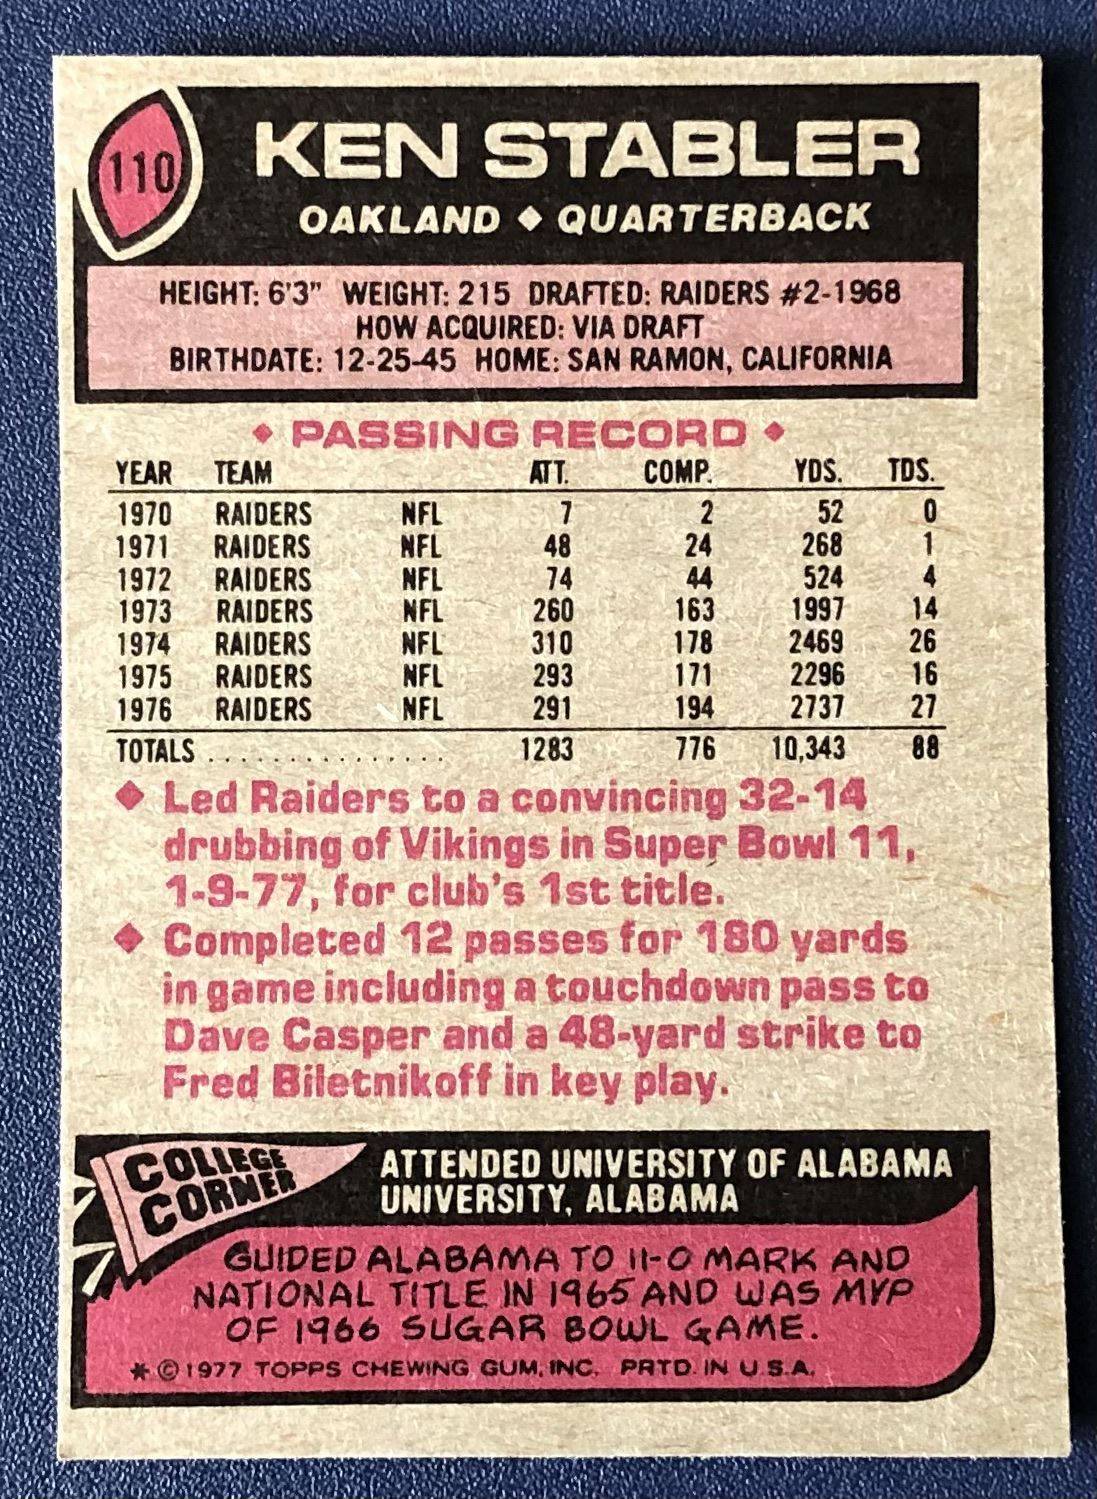 110
KEN STABLER
OAKLAND ◆ QUARTERBACK
HEIGHT: 6'3" WEIGHT: 215 DRAFTED: RAIDERS #2-1968
HOW ACQUIRED: VIA DRAFT
BIRTHDATE: 12-25-45 HOME: SAN RAMON, CALIFORNIA
◆ PASSING RECORD ◆
YEAR TEAM ATT. COMP. YDS. TDS.
1970 RAIDERS NFL 7 2 52 0
1971 RAIDERS NFL 48 24 268 1
1972 RAIDERS NFL 74 44 524 4
1973 RAIDERS NFL 260 163 1997 14
1974 RAIDERS NFL 310 178 2469 26
1975 RAIDERS NFL 293 171 2296 16
1976 RAIDERS NFL 291 194 2737 27
TOTALS . . . . . . . . . . . . . . . 1283 776 10,343 88
◆ Led Raiders to a convincing 32-14
drubbing of Vikings in Super Bowl 11,
1-9-77, for club's 1st title.
◆ Completed 12 passes for 180 yards
in game including a touchdown pass to
Dave Casper and a 48-yard strike to
Fred Biletnikoff in key play.
COLLEGE
CORNER
ATTENDED UNIVERSITY OF ALABAMA
UNIVERSITY, ALABAMA
GUIDED ALABAMA TO 11-0 MARK AND
NATIONAL TITLE IN 1965 AND WAS MVP
OF 1966 SUGAR BOWL GAME.
* © 1977 TOPPS CHEWING GUM, INC. PRTD. IN U.S.A.